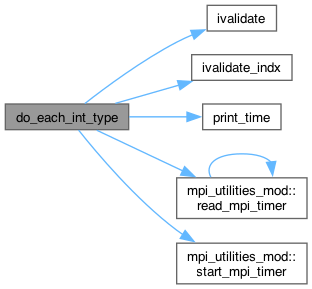 ivalidate
ivalidate_indx
do_each_int_type
print_time
mpi_utilities_mod::
read_mpi_timer
mpi_utilities_mod::
start_mpi_timer